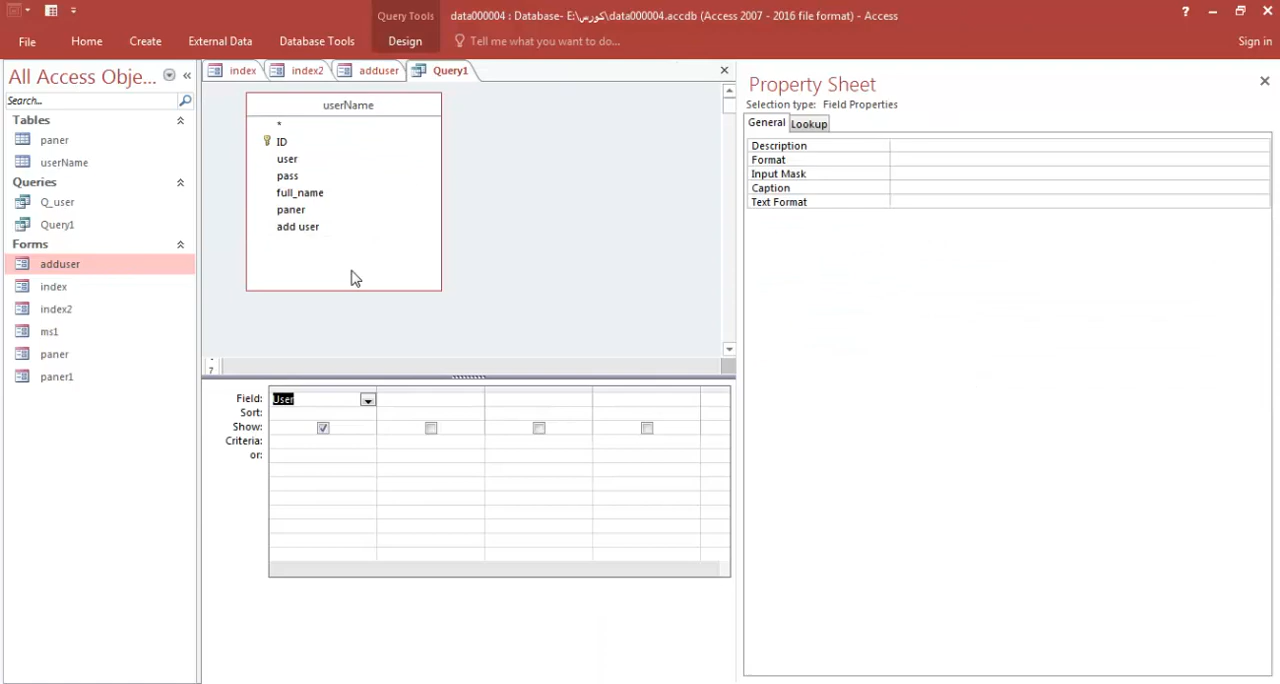 Query Tools
data000004 : Database- E:\كورس\data000004.accdb (Access 2007 - 2016 file format) - Access
?
File
Home
Create
External Data
Database Tools
Design
Tell me what you want to do...
Sign in
All Access Obje... «
Search...
Tables
paner
userName
Queries
Q_user
Query1
Forms
adduser
index
index2
ms1
paner
paner1
index
index2
adduser
Query1
userName
*
ID
user
pass
full_name
paner
add user
7
Field: User
Sort:
Show:
Criteria:
or:
Property Sheet
Selection type: Field Properties
General
Lookup
Description
Format
Input Mask
Caption
Text Format